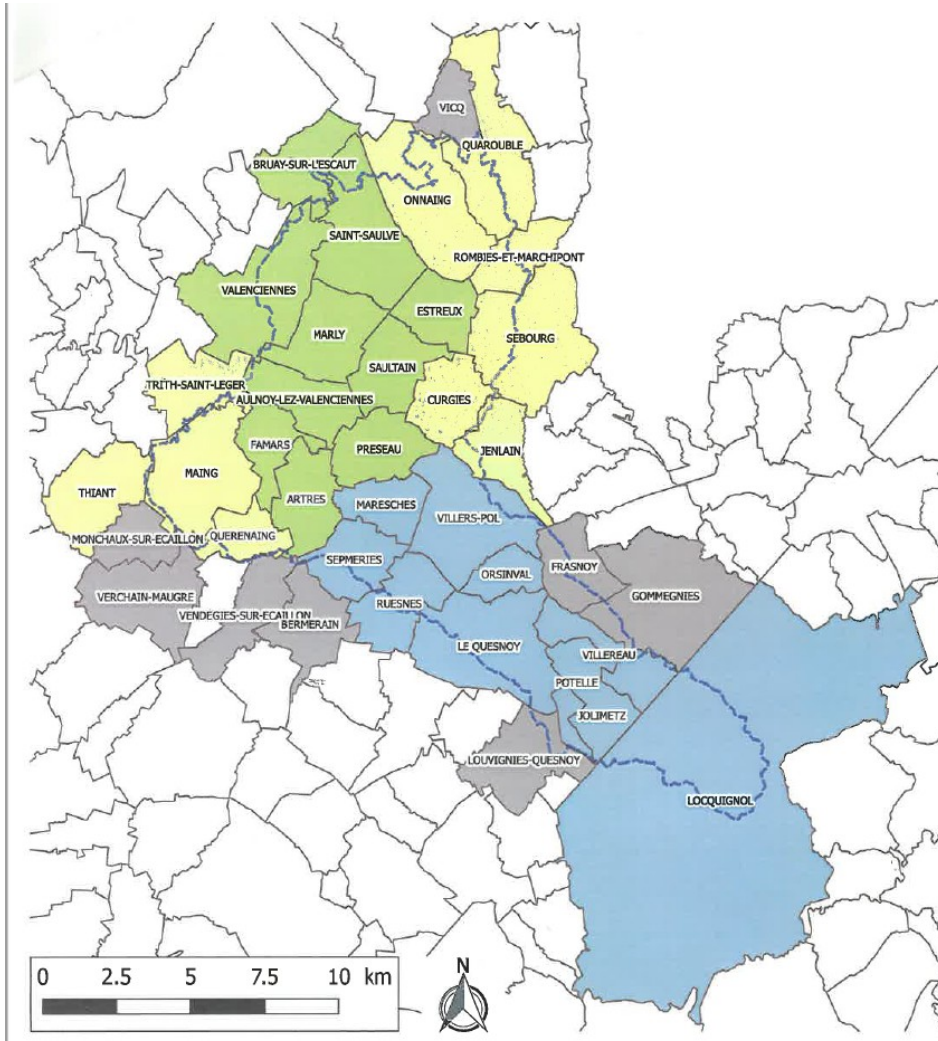 VICQ
QUAROUBLE
BRUAY-SUR-L'ESCAUT
ONNAING
SAINT-SAULVE
ROMBIES-ET-MARCHIPONT
VALENCIENNES
ESTREUX
MARLY
SEBOURG
SAULTAIN
TRITH-SAINT-LEGER
AULNOY-LEZ-VALENCIENNES
CURGIES
FAMARS
PRESEAU
JENLAIN
MAING
THIANT
ARTRES
MARESCHES
VILLERS-POL
MONCHAUX-SUR-ECAILLON
QUERENAING
SEPMERIES
FRASNOY
ORSINVAL
VERCHAIN-MAUGRE
GOMMEGNIES
RUESNES
VENDEGIES-SUR-ECAILLON
BERMERAIN
LE QUESNOY
VILLEREAU
POTELLE
JOLIMETZ
LOUVIGNIES-QUESNOY
LOCQUIGNOL
0 2.5 5 7.5 10 km
N